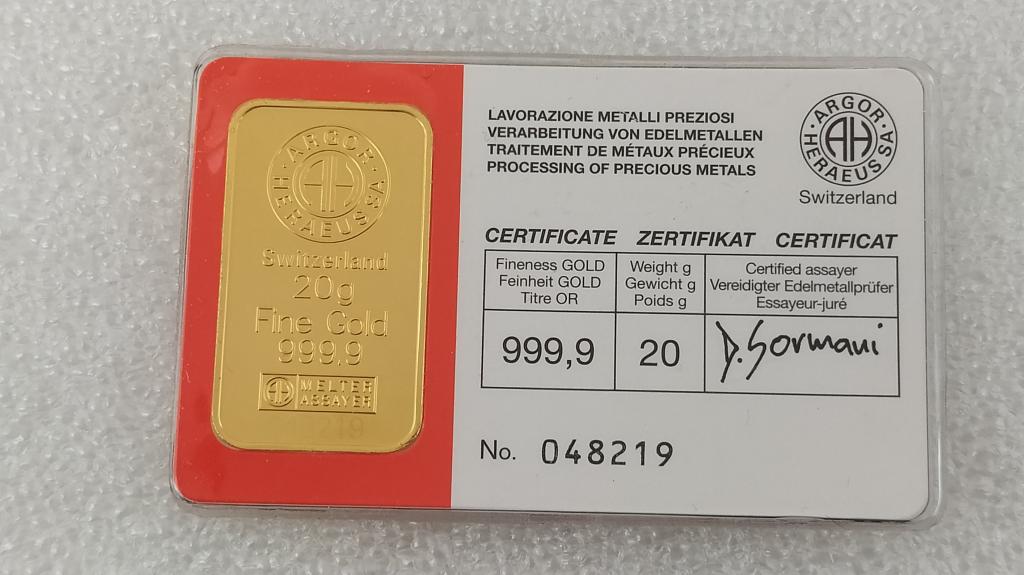 ARGOR HERAEUS SA
AH
Switzerland
20g
Fine Gold
999,9
AH MELTER
ASSAYER
LAVORAZIONE METALLI PREZIOSI
VERARBEITUNG VON EDELMETALLEN
TRAITEMENT DE MÉTAUX PRÉCIEUX
PROCESSING OF PRECIOUS METALS
·ARGOR·HERAEUS SA
AH
Switzerland
CERTIFICATE ZERTIFIKAT CERTIFICAT
Fineness GOLD
Feinheit GOLD
Titre OR
Weight g
Gewicht g
Poids g
Certified assayer
Vereidigter Edelmetallprüfer
Essayeur-juré
999,9
20
D. Sormani
No. 048219